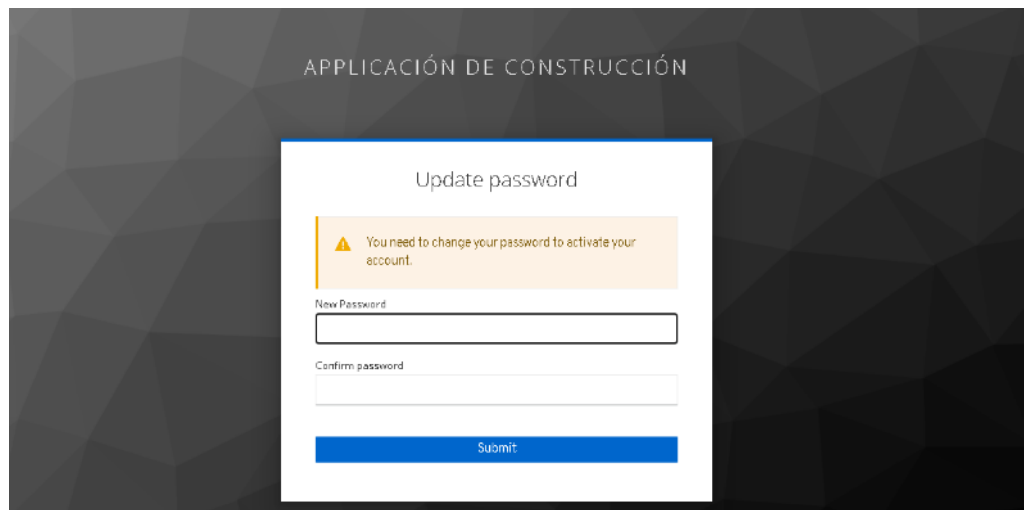 APPLICACIÓN DE CONSTRUCCIÓN
Update password
You need to change your password to activate your
account.
New Password
Confirm password
Submit